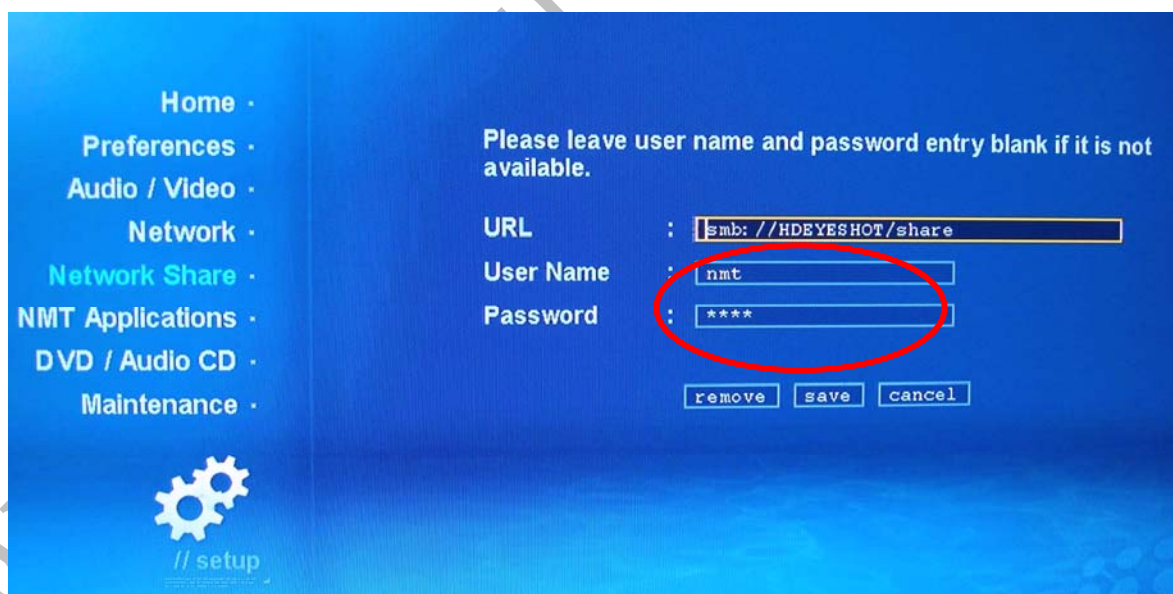 Home
Preferences
Audio / Video
Network
Network Share
NMT Applications
DVD / Audio CD
Maintenance
// setup
Please leave user name and password entry blank if it is not
available.
URL : smb://HDEYESHOT/share
User Name : nmt
Password : ****
remove save cancel